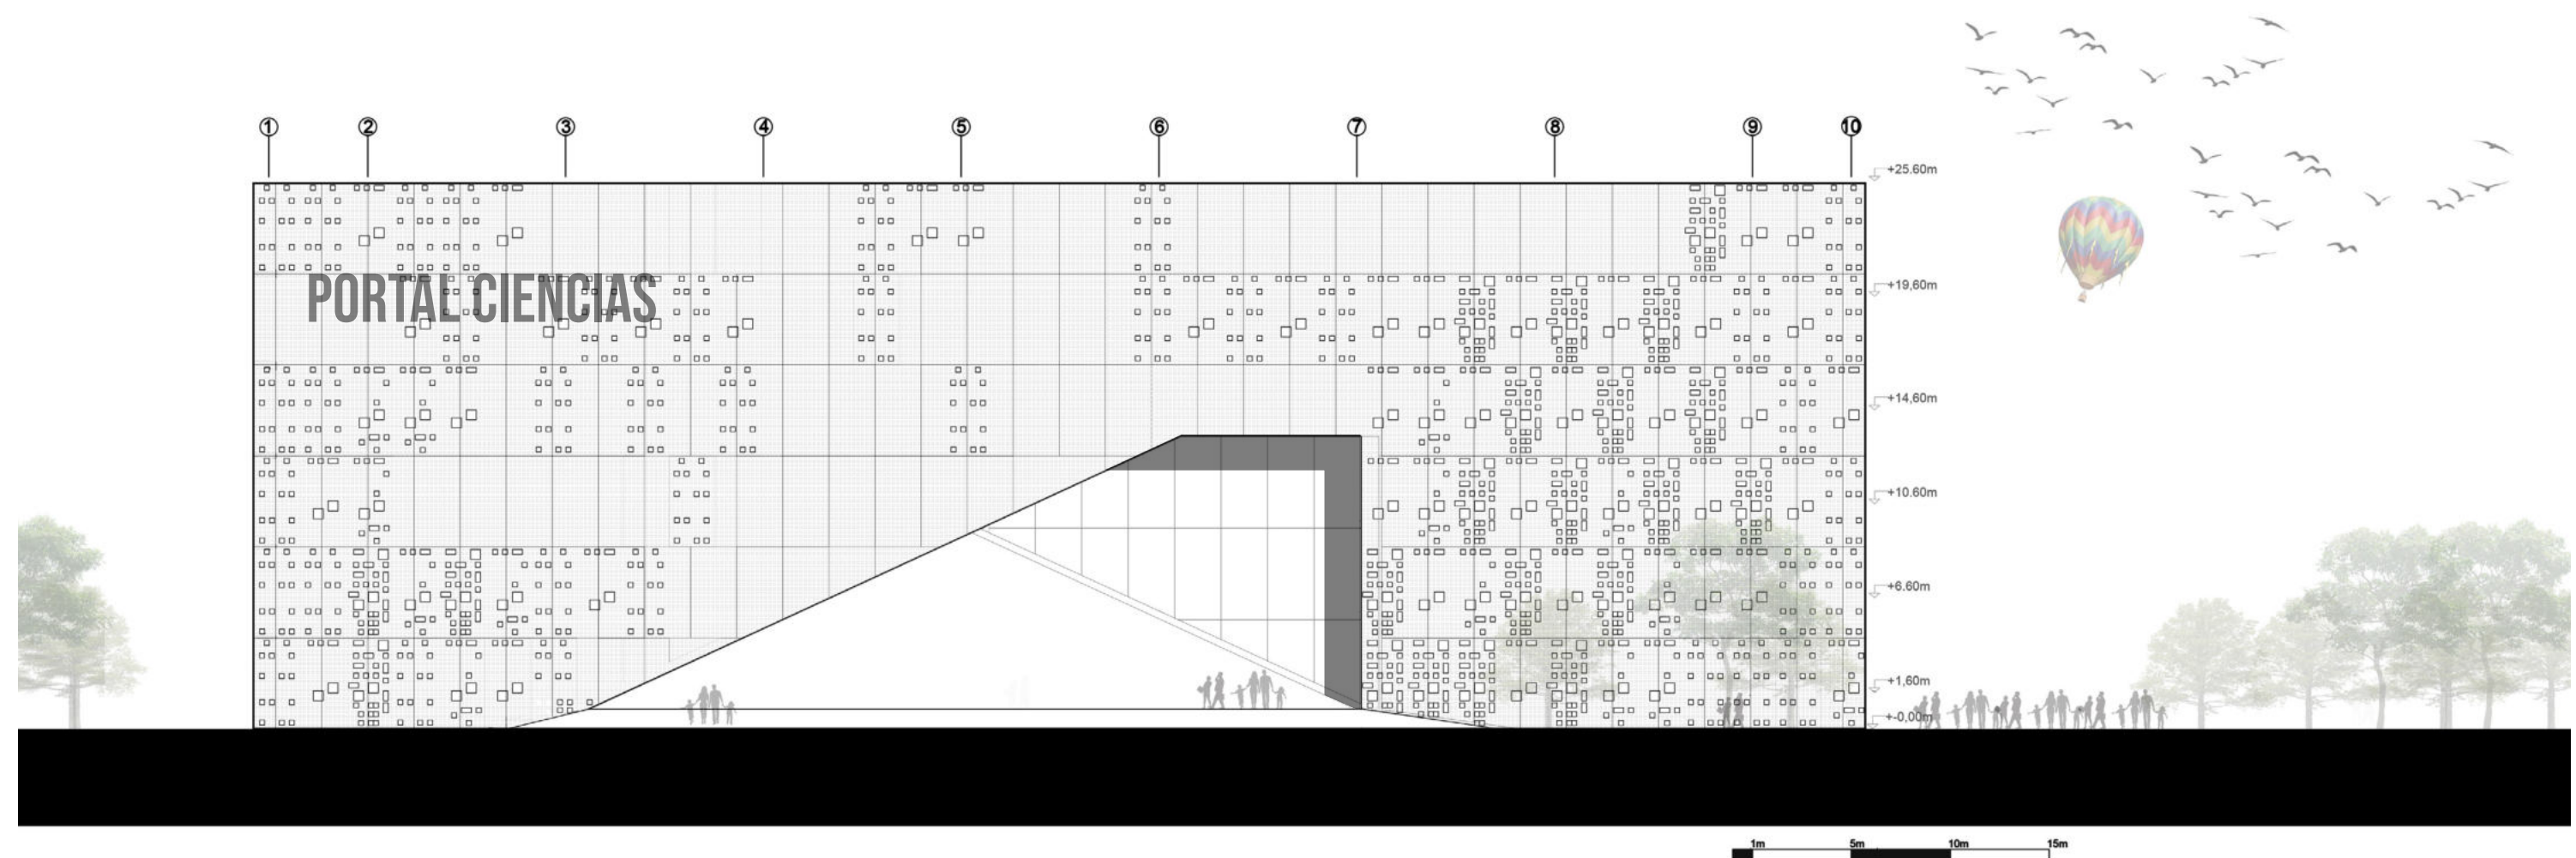 1 2 3 4 5 6 7 8 9 10
+25.60m
PORTAL CIENCIAS
+19,60m
+14,60m
+10.60m
+6.60m
+1,60m
+-0,00m
1m 5m 10m 15m